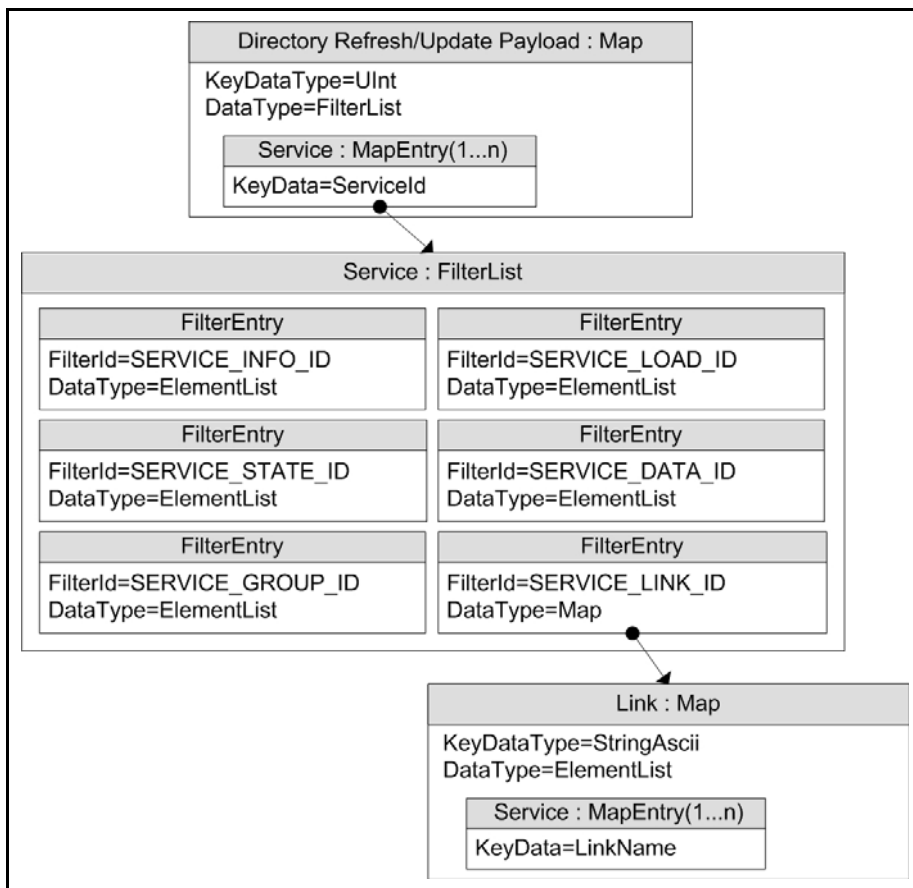 Directory Refresh/Update Payload : Map
KeyDataType=UInt
DataType=FilterList
Service : MapEntry(1...n)
KeyData=ServiceId
Service : FilterList
FilterEntry
FilterId=SERVICE_INFO_ID
DataType=ElementList
FilterEntry
FilterId=SERVICE_LOAD_ID
DataType=ElementList
FilterEntry
FilterId=SERVICE_STATE_ID
DataType=ElementList
FilterEntry
FilterId=SERVICE_DATA_ID
DataType=ElementList
FilterEntry
FilterId=SERVICE_GROUP_ID
DataType=ElementList
FilterEntry
FilterId=SERVICE_LINK_ID
DataType=Map
Link : Map
KeyDataType=StringAscii
DataType=ElementList
Service : MapEntry(1...n)
KeyData=LinkName